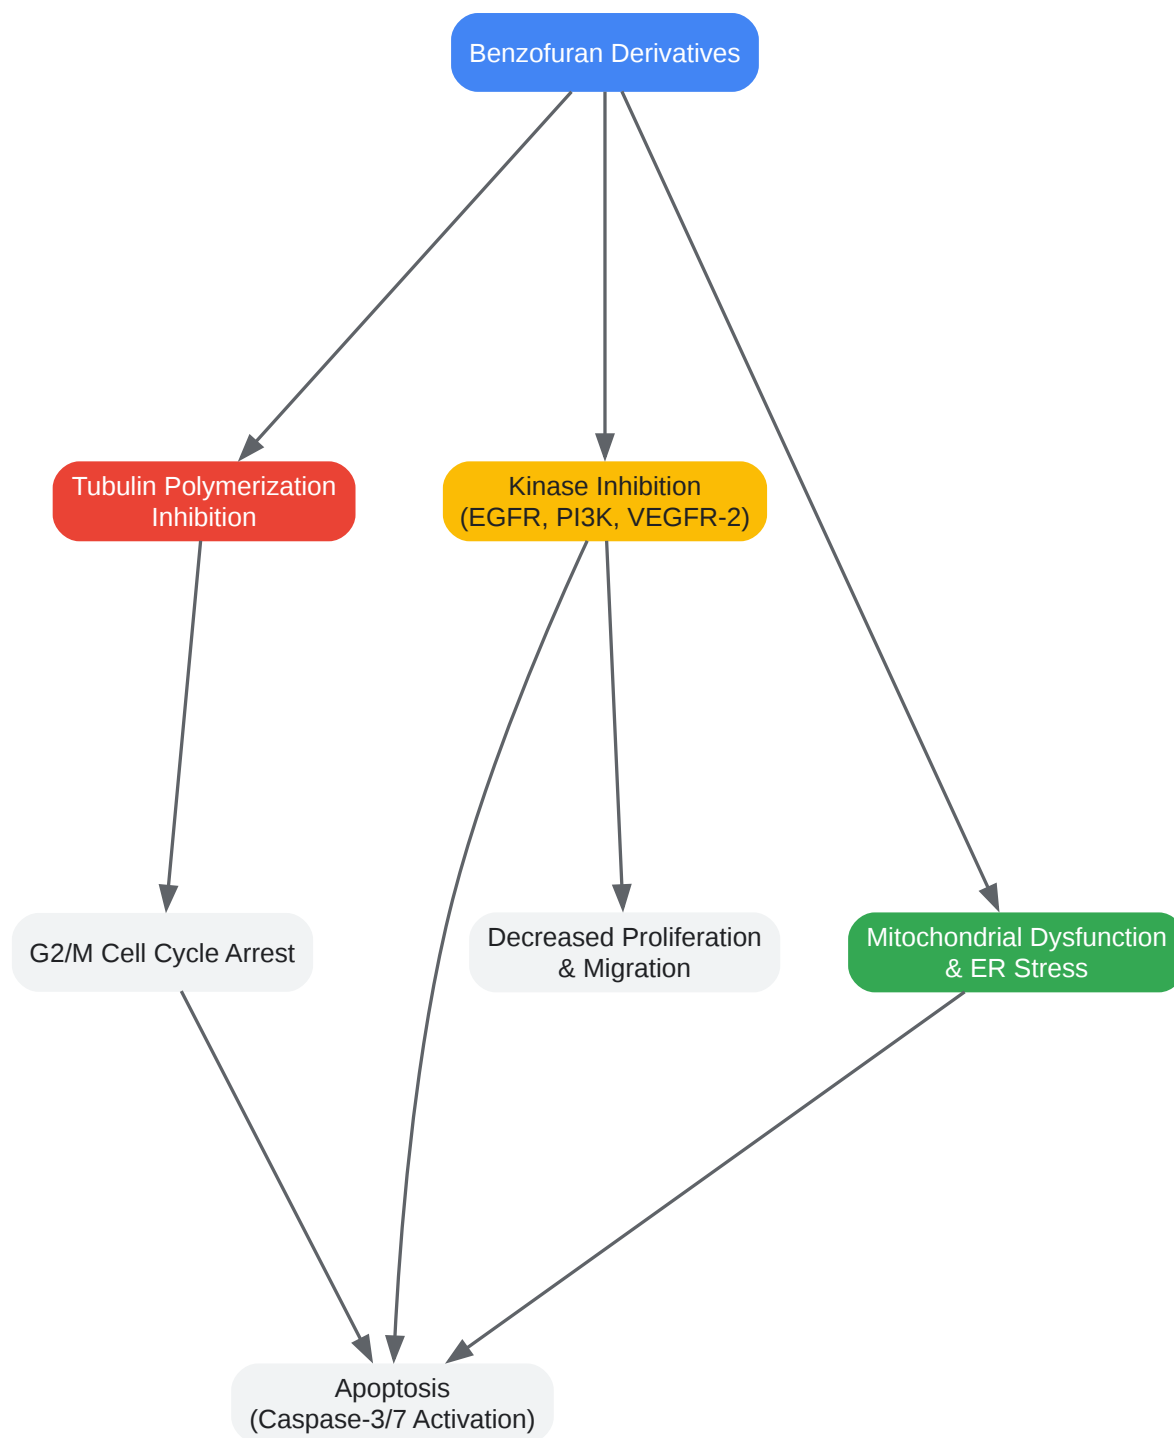 Benzofuran Derivatives
Tubulin Polymerization
Inhibition
Kinase Inhibition
(EGFR, PI3K, VEGFR-2)
G2/M Cell Cycle Arrest
Decreased Proliferation
& Migration
Mitochondrial Dysfunction
& ER Stress
Apoptosis
(Caspase-3/7 Activation)